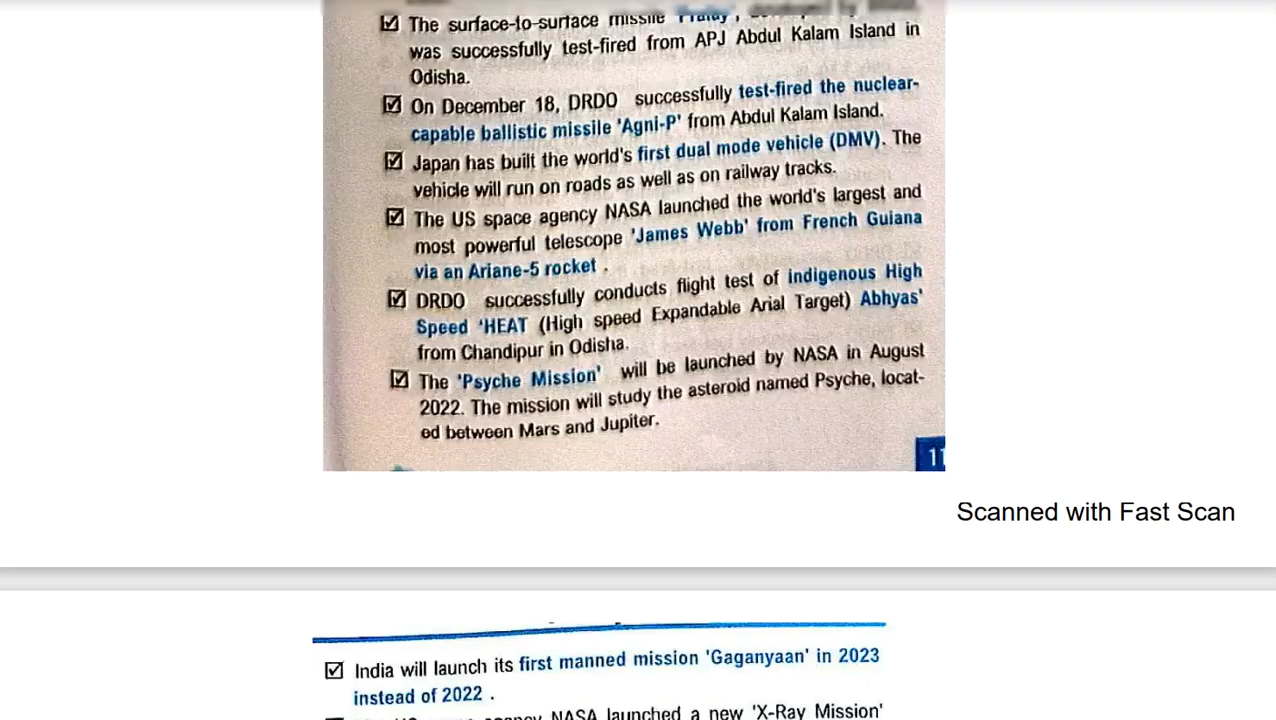 The surface-to-surface missile 'Pralay',
was successfully test-fired from APJ Abdul Kalam Island in
Odisha.
On December 18, DRDO successfully test-fired the nuclear-
capable ballistic missile 'Agni-P' from Abdul Kalam Island.
Japan has built the world's first dual mode vehicle (DMV). The
vehicle will run on roads as well as on railway tracks.
The US space agency NASA launched the world's largest and
most powerful telescope 'James Webb' from French Guiana
via an Ariane-5 rocket .
DRDO successfully conducts flight test of indigenous High
Speed 'HEAT (High speed Expandable Arial Target) Abhyas'
from Chandipur in Odisha.
The 'Psyche Mission' will be launched by NASA in August
2022. The mission will study the asteroid named Psyche, locat-
ed between Mars and Jupiter.
Scanned with Fast Scan
India will launch its first manned mission 'Gaganyaan' in 2023
instead of 2022 .
NASA launched a new 'X-Ray Mission'